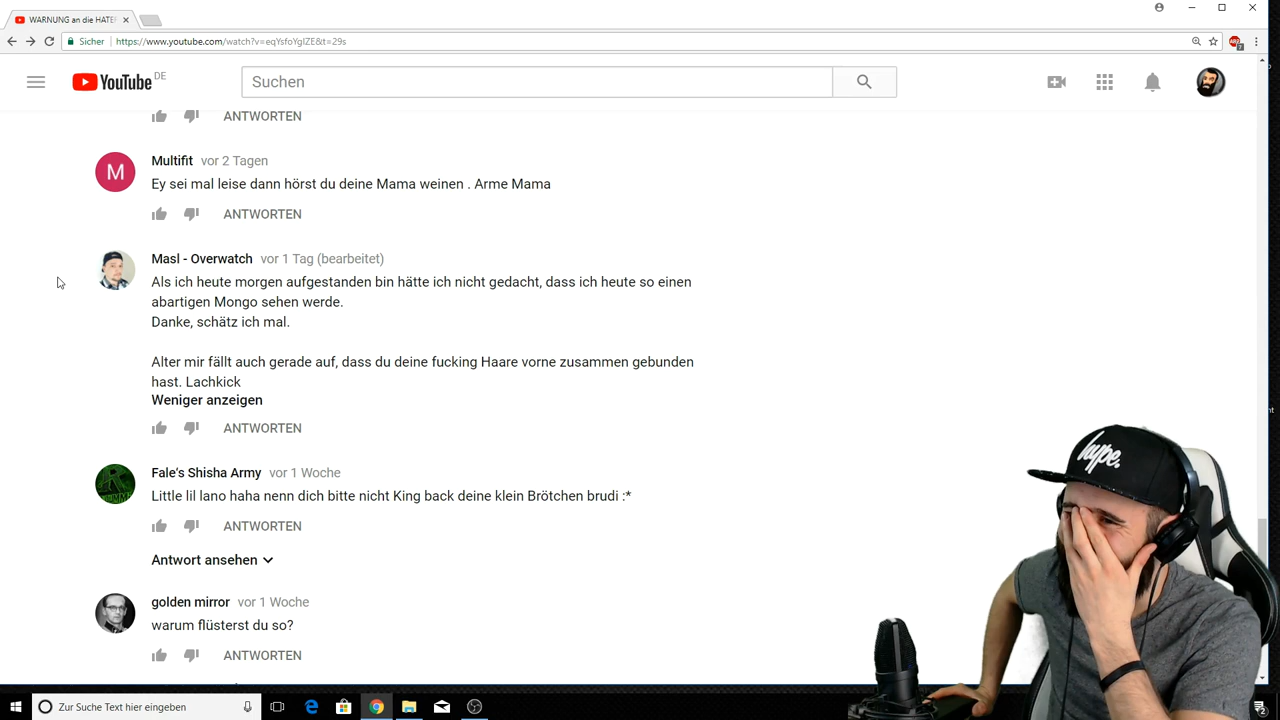 WARNUNG an die HATE
Sicher
https://www.youtube.com/watch?v=eqYsfoYgIZE&t=29s
YouTube DE
Suchen
ANTWORTEN
M
Multifit vor 2 Tagen
Ey sei mal leise dann hörst du deine Mama weinen . Arme Mama
ANTWORTEN
Masl - Overwatch vor 1 Tag (bearbeitet)
Als ich heute morgen aufgestanden bin hätte ich nicht gedacht, dass ich heute so einen
abartigen Mongo sehen werde.
Danke, schätz ich mal.
Alter mir fällt auch gerade auf, dass du deine fucking Haare vorne zusammen gebunden
hast. Lachkick
Weniger anzeigen
ANTWORTEN
Fale's Shisha Army vor 1 Woche
Little lil lano haha nenn dich bitte nicht King back deine klein Brötchen brudi :*
ANTWORTEN
Antwort ansehen
golden mirror vor 1 Woche
warum flüsterst du so?
ANTWORTEN
hype.
Zur Suche Text hier eingeben